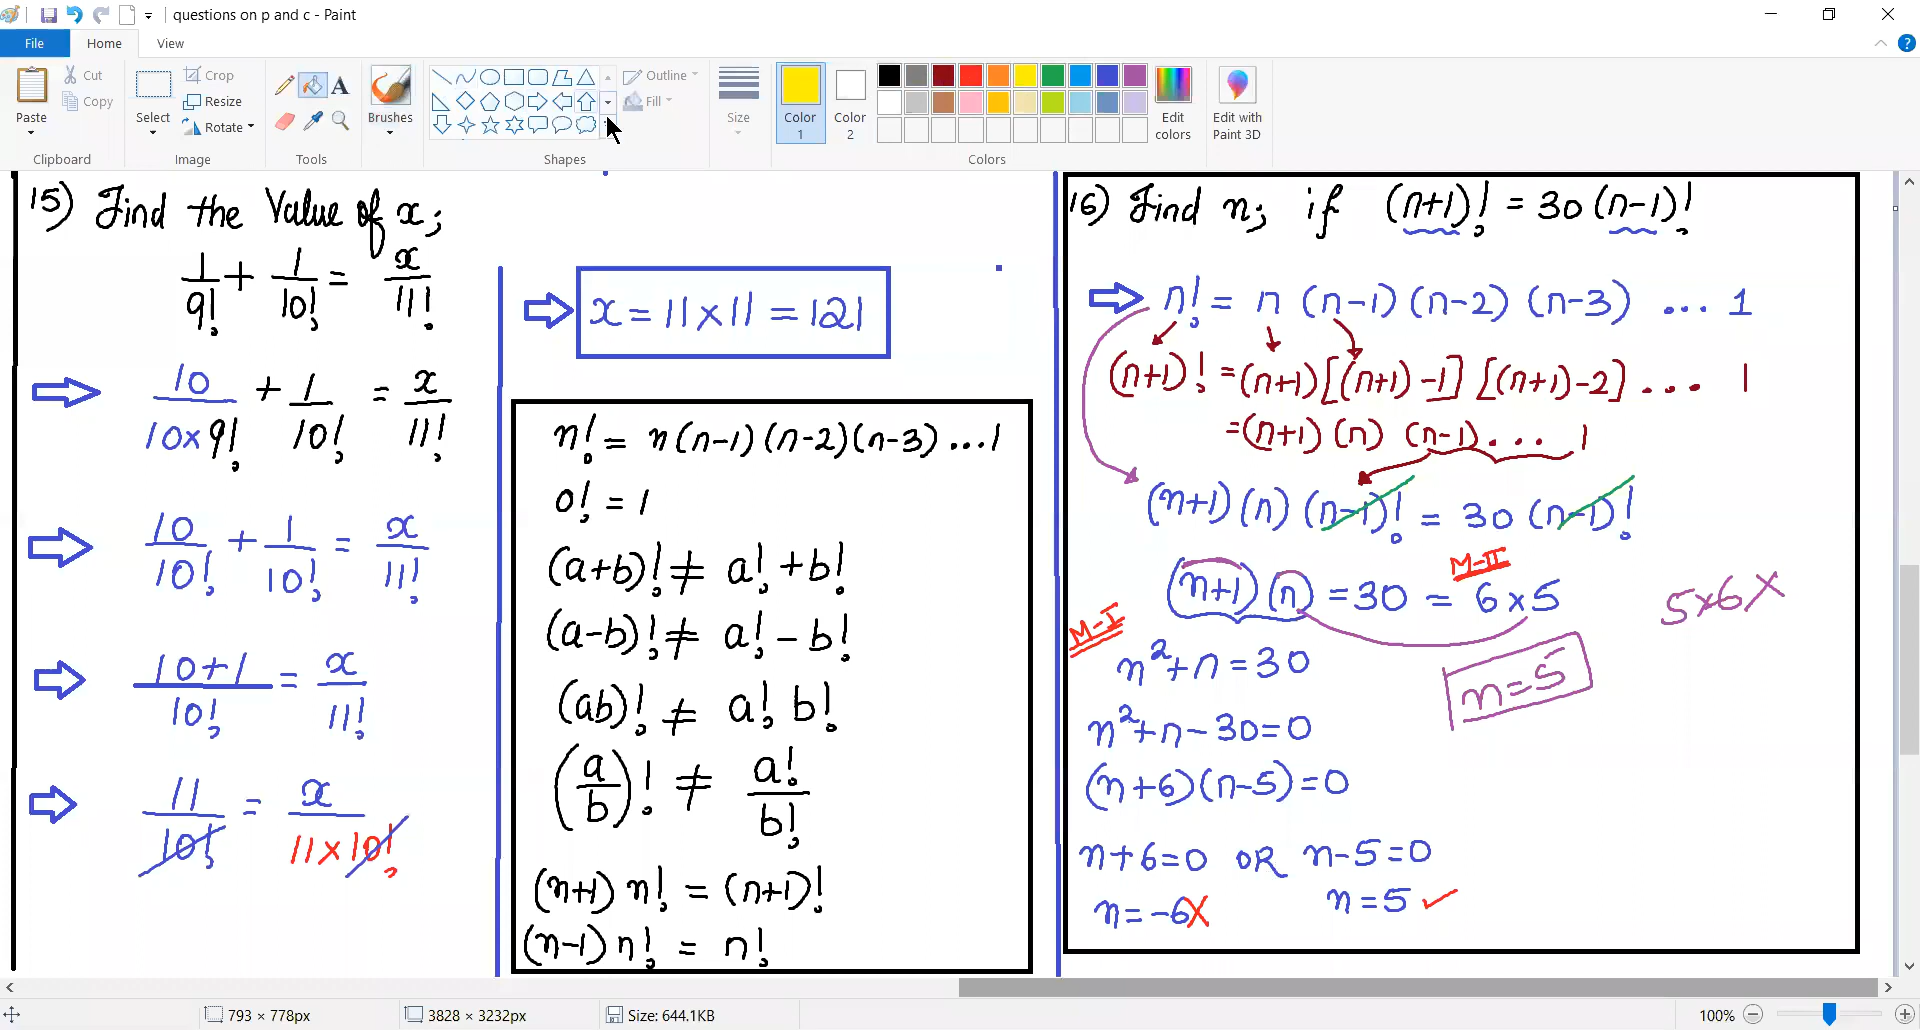 questions on p and c - Paint
File Home View
Paste
Cut
Copy
Clipboard
Select
Crop
Resize
Rotate
Image
A
Tools
Brushes
Outline
Fill
Shapes
Size
Color 1
Color 2
Edit colors
Colors
Edit with Paint 3D
15) Find the Value of x;
1/9! + 1/10! = x/11!
⇒ 10/(10×9!) + 1/10! = x/11!
⇒ 10/10! + 1/10! = x/11!
⇒ (10+1)/10! = x/11!
⇒ 11/10! = x/(11×10!)
⇒ x = 11×11 = 121
n! = n(n-1)(n-2)(n-3)...1
0! = 1
(a+b)! ≠ a!+b!
(a-b)! ≠ a!-b!
(ab)! ≠ a! b!
(a/b)! ≠ a!/b!
(n+1) n! = (n+1)!
(n-1) n! = n!
16) Find n; if (n+1)! = 30(n-1)!
⇒ n! = n (n-1)(n-2)(n-3) ... 1
(n+1)! = (n+1)[(n+1)-1][(n+1)-2]... 1
=(n+1)(n) (n-1)... 1
(n+1)(n)(n-1)! = 30(n-1)!
M-II
(n+1)(n) = 30 = 6×5
5×6 X
M-I
n²+n=30
n=5
n²+n-30=0
(n+6)(n-5)=0
n+6=0 OR n-5=0
n=-6X n=5 ✓
793 × 778px
3828 × 3232px
Size: 644.1KB
100%